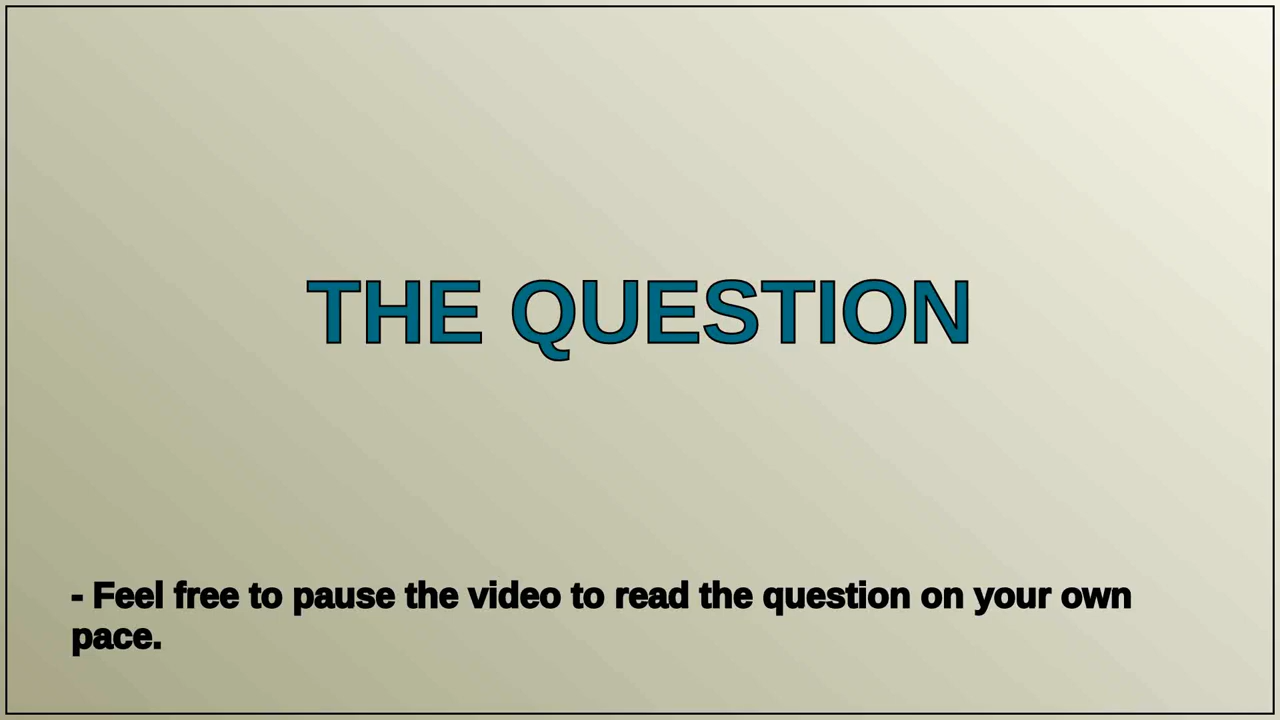 THE QUESTION
- Feel free to pause the video to read the question on your own
pace.